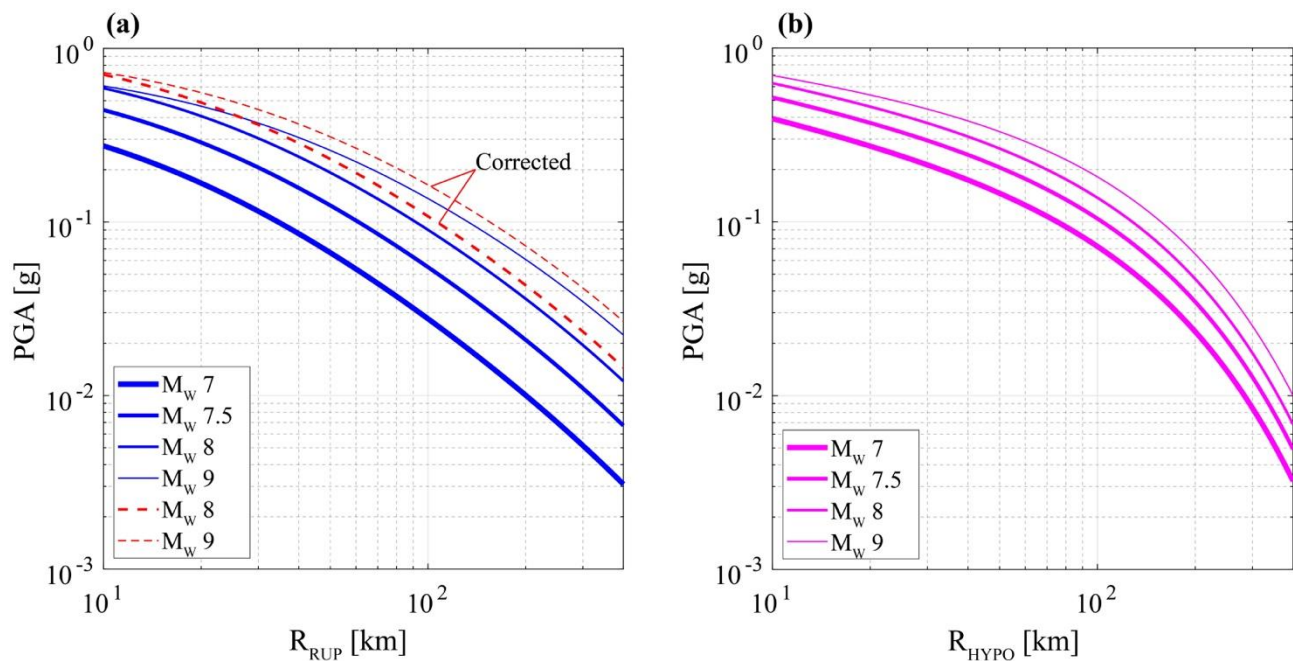 (a)
10^0
10^-1
10^-2
10^-3
PGA [g]
Corrected
M_W 7
M_W 7.5
M_W 8
M_W 9
M_W 8
M_W 9
10^1
10^2
R_RUP [km]
(b)
10^0
10^-1
10^-2
10^-3
PGA [g]
M_W 7
M_W 7.5
M_W 8
M_W 9
10^1
10^2
R_HYPO [km]